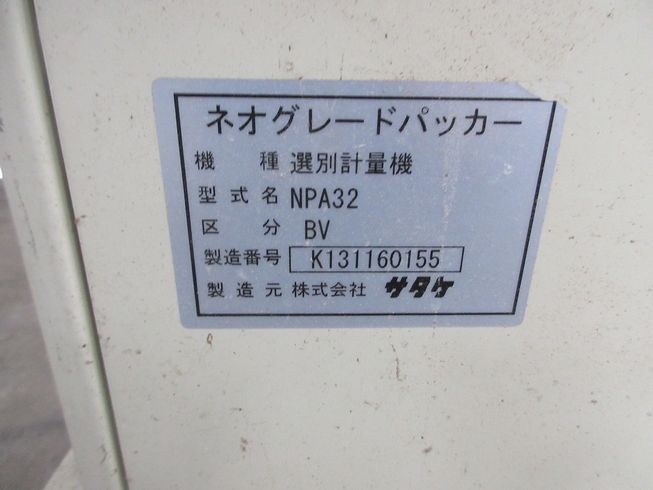 ネオグレードパッカー
機種 選別計量機
型式名 NPA32
区分 BV
製造番号 K131160155
製造元 株式会社 サタケ